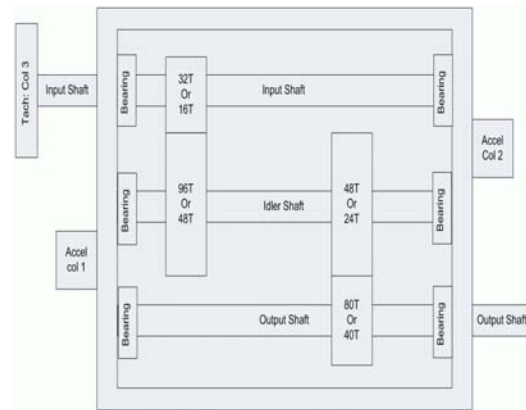 Tach: Col 3
Input Shaft
Bearing
32T
Or
16T
Input Shaft
Bearing
Accel
Col 2
Bearing
96T
Or
48T
Idler Shaft
48T
Or
24T
Bearing
Accel
col 1
Bearing
Output Shaft
80T
Or
40T
Bearing
Output Shaft